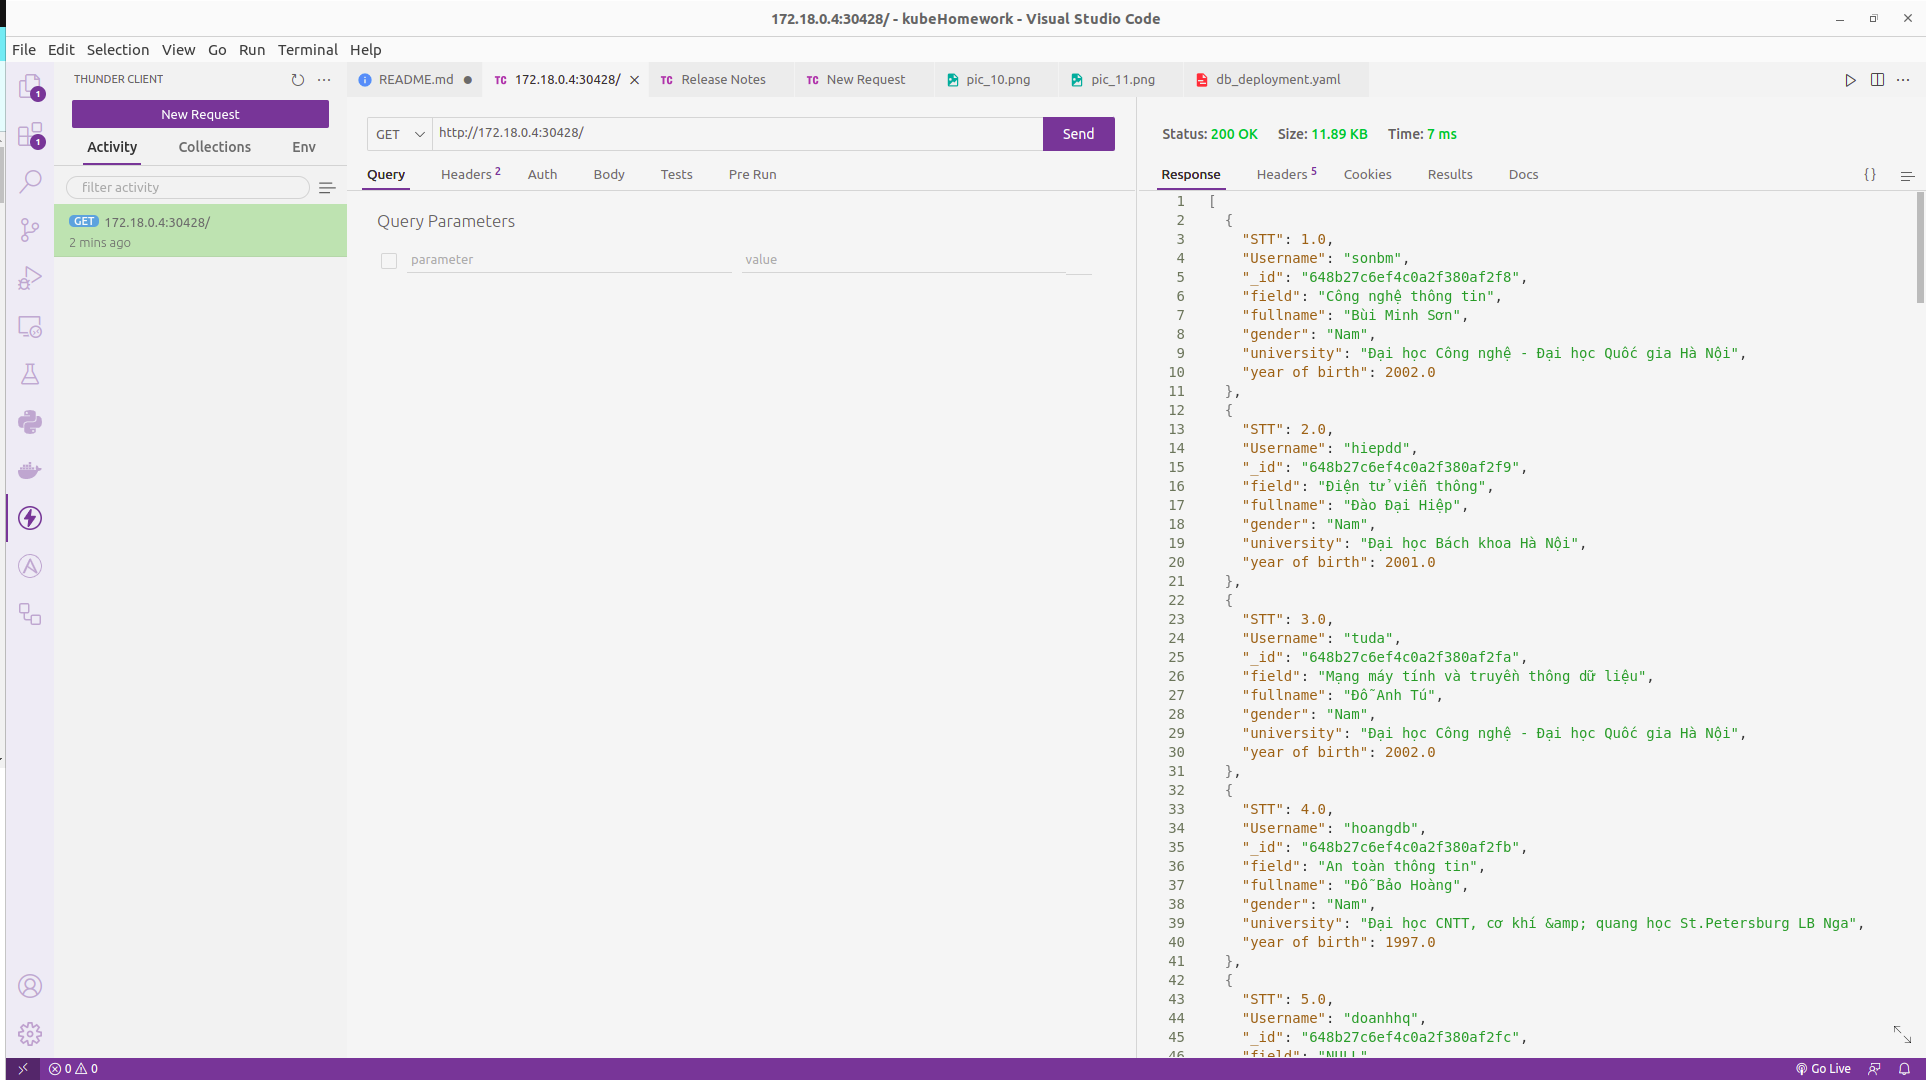 172.18.0.4:30428/ - kubeHomework - Visual Studio Code
File Edit Selection View Go Run Terminal Help
THUNDER CLIENT
README.md
TC 172.18.0.4:30428/
TC Release Notes
TC New Request
pic_10.png
pic_11.png
db_deployment.yaml
1
1
New Request
Activity Collections Env
filter activity
GET 172.18.0.4:30428/
2 mins ago
GET http://172.18.0.4:30428/ Send
Query Headers 2 Auth Body Tests Pre Run
Query Parameters
parameter value
Status: 200 OK Size: 11.89 KB Time: 7 ms
Response Headers 5 Cookies Results Docs {}
1 [
2 {
3 "STT": 1.0,
4 "Username": "sonbm",
5 "_id": "648b27c6ef4c0a2f380af2f8",
6 "field": "Công nghệ thông tin",
7 "fullname": "Bùi Minh Sơn",
8 "gender": "Nam",
9 "university": "Đại học Công nghệ - Đại học Quốc gia Hà Nội",
10 "year of birth": 2002.0
11 },
12 {
13 "STT": 2.0,
14 "Username": "hiepdd",
15 "_id": "648b27c6ef4c0a2f380af2f9",
16 "field": "Điện tử viễn thông",
17 "fullname": "Đào Đại Hiệp",
18 "gender": "Nam",
19 "university": "Đại học Bách khoa Hà Nội",
20 "year of birth": 2001.0
21 },
22 {
23 "STT": 3.0,
24 "Username": "tuda",
25 "_id": "648b27c6ef4c0a2f380af2fa",
26 "field": "Mạng máy tính và truyền thông dữ liệu",
27 "fullname": "Đỗ Anh Tú",
28 "gender": "Nam",
29 "university": "Đại học Công nghệ - Đại học Quốc gia Hà Nội",
30 "year of birth": 2002.0
31 },
32 {
33 "STT": 4.0,
34 "Username": "hoangdb",
35 "_id": "648b27c6ef4c0a2f380af2fb",
36 "field": "An toàn thông tin",
37 "fullname": "Đỗ Bảo Hoàng",
38 "gender": "Nam",
39 "university": "Đại học CNTT, cơ khí &amp; quang học St.Petersburg LB Nga",
40 "year of birth": 1997.0
41 },
42 {
43 "STT": 5.0,
44 "Username": "doanhhq",
45 "_id": "648b27c6ef4c0a2f380af2fc",
46 "field": "NULL"
0 0 Go Live